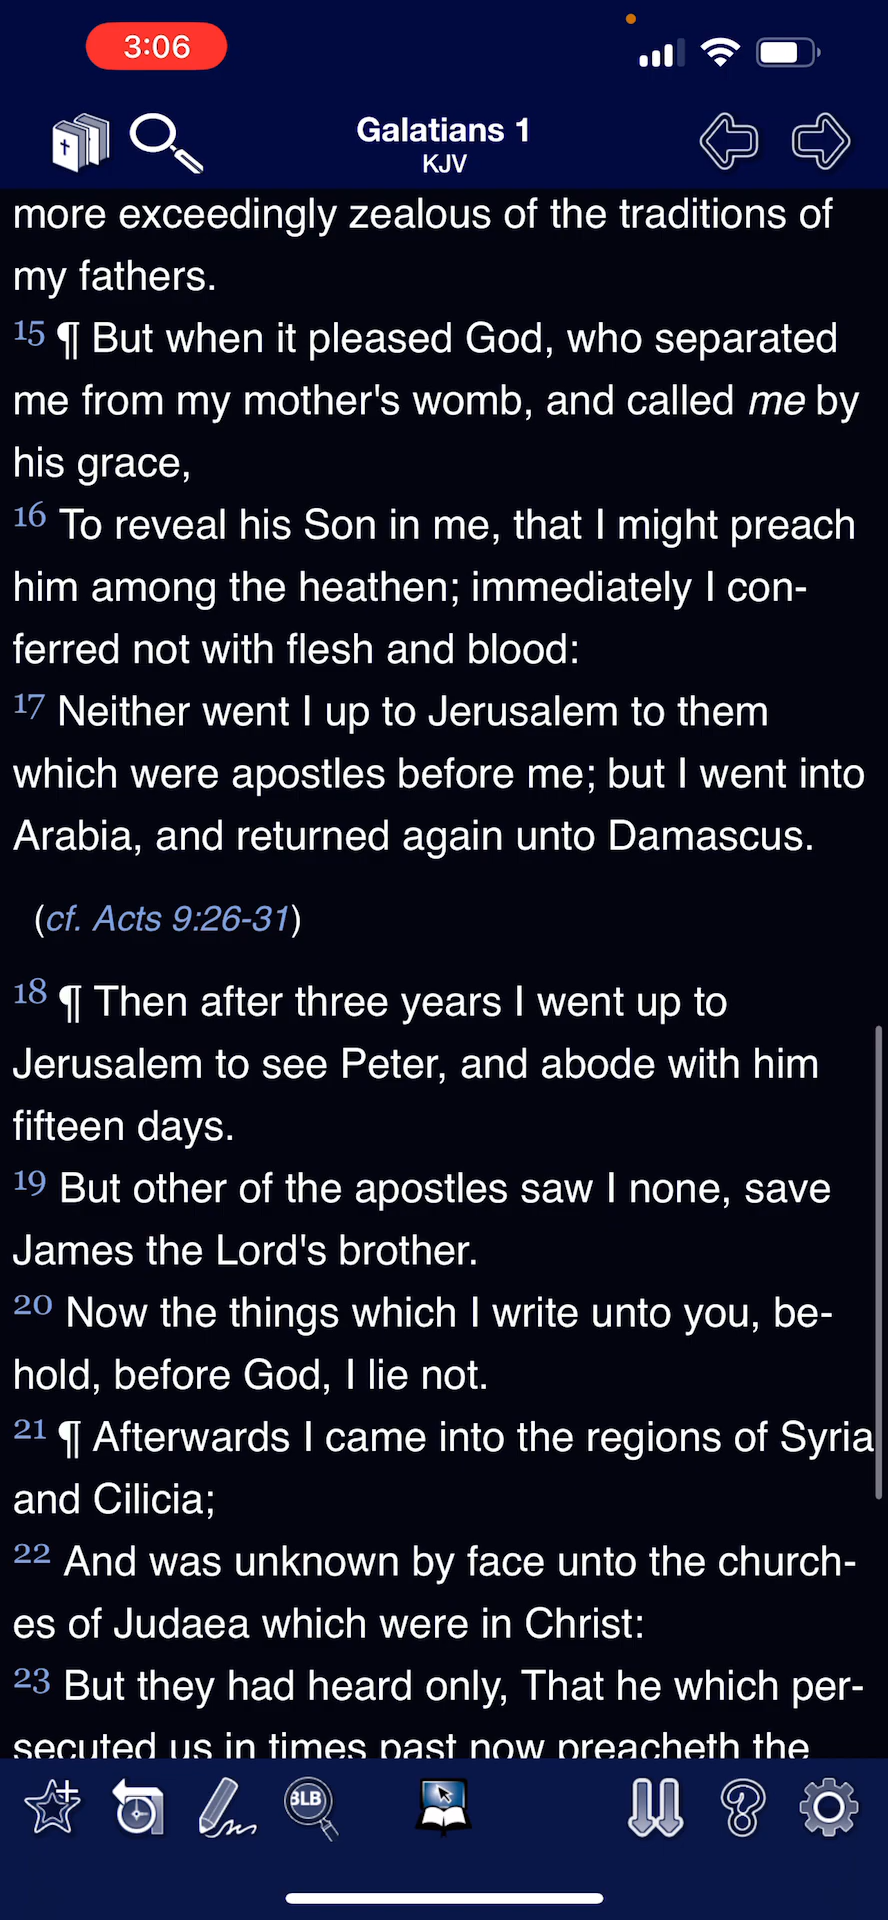 3:06
Galatians 1
KJV
more exceedingly zealous of the traditions of
my fathers.
15 ¶ But when it pleased God, who separated
me from my mother's womb, and called me by
his grace,
16 To reveal his Son in me, that I might preach
him among the heathen; immediately I con-
ferred not with flesh and blood:
17 Neither went I up to Jerusalem to them
which were apostles before me; but I went into
Arabia, and returned again unto Damascus.
(cf. Acts 9:26-31)
18 ¶ Then after three years I went up to
Jerusalem to see Peter, and abode with him
fifteen days.
19 But other of the apostles saw I none, save
James the Lord's brother.
20 Now the things which I write unto you, be-
hold, before God, I lie not.
21 ¶ Afterwards I came into the regions of Syria
and Cilicia;
22 And was unknown by face unto the church-
es of Judaea which were in Christ:
23 But they had heard only, That he which per-
secuted us in times past now preacheth the
BLB